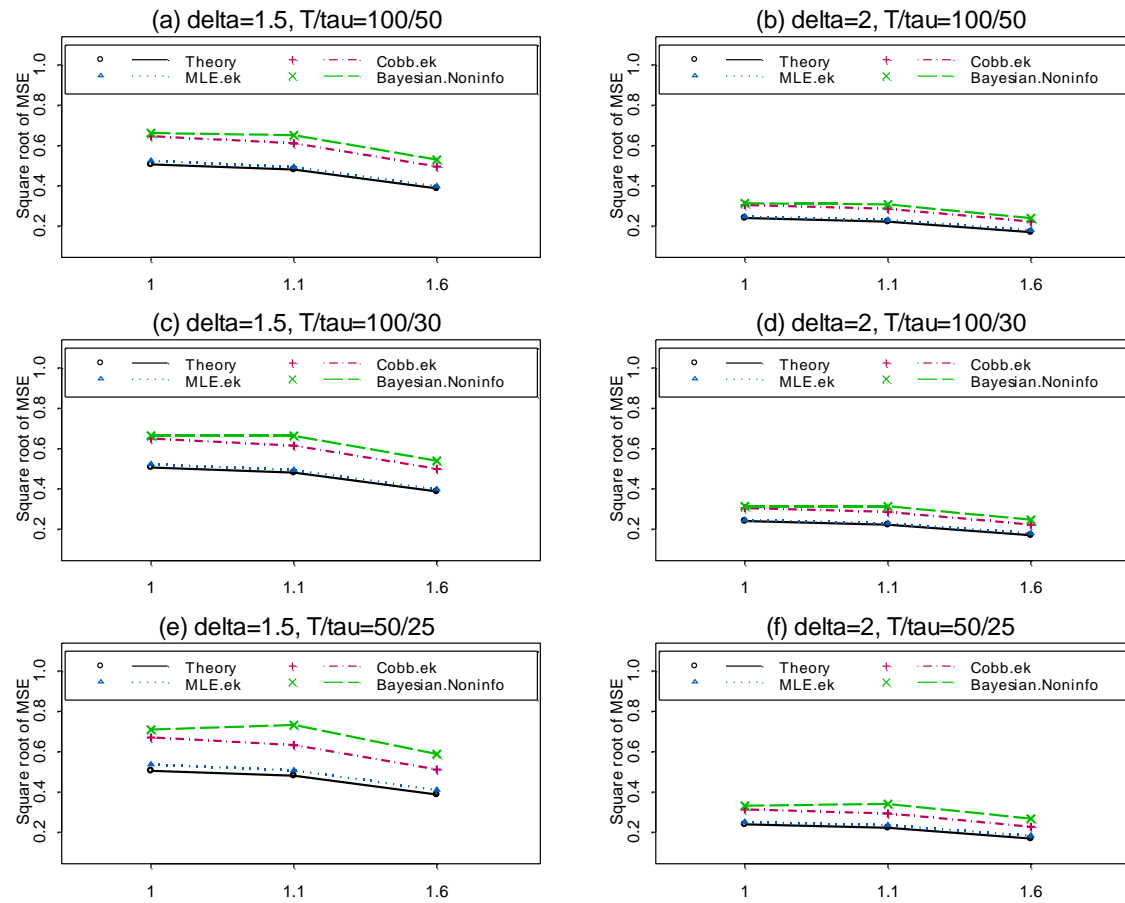 (a) delta=1.5, T/tau=100/50
Theory Cobb.ek
MLE.ek Bayesian.Noninfo
Square root of MSE
1.0
0.8
0.6
0.4
0.2
1 1.1 1.6
(b) delta=2, T/tau=100/50
Theory Cobb.ek
MLE.ek Bayesian.Noninfo
Square root of MSE
1.0
0.8
0.6
0.4
0.2
1 1.1 1.6
(c) delta=1.5, T/tau=100/30
Theory Cobb.ek
MLE.ek Bayesian.Noninfo
Square root of MSE
1.0
0.8
0.6
0.4
0.2
1 1.1 1.6
(d) delta=2, T/tau=100/30
Theory Cobb.ek
MLE.ek Bayesian.Noninfo
Square root of MSE
1.0
0.8
0.6
0.4
0.2
1 1.1 1.6
(e) delta=1.5, T/tau=50/25
Theory Cobb.ek
MLE.ek Bayesian.Noninfo
Square root of MSE
1.0
0.8
0.6
0.4
0.2
1 1.1 1.6
(f) delta=2, T/tau=50/25
Theory Cobb.ek
MLE.ek Bayesian.Noninfo
Square root of MSE
1.0
0.8
0.6
0.4
0.2
1 1.1 1.6